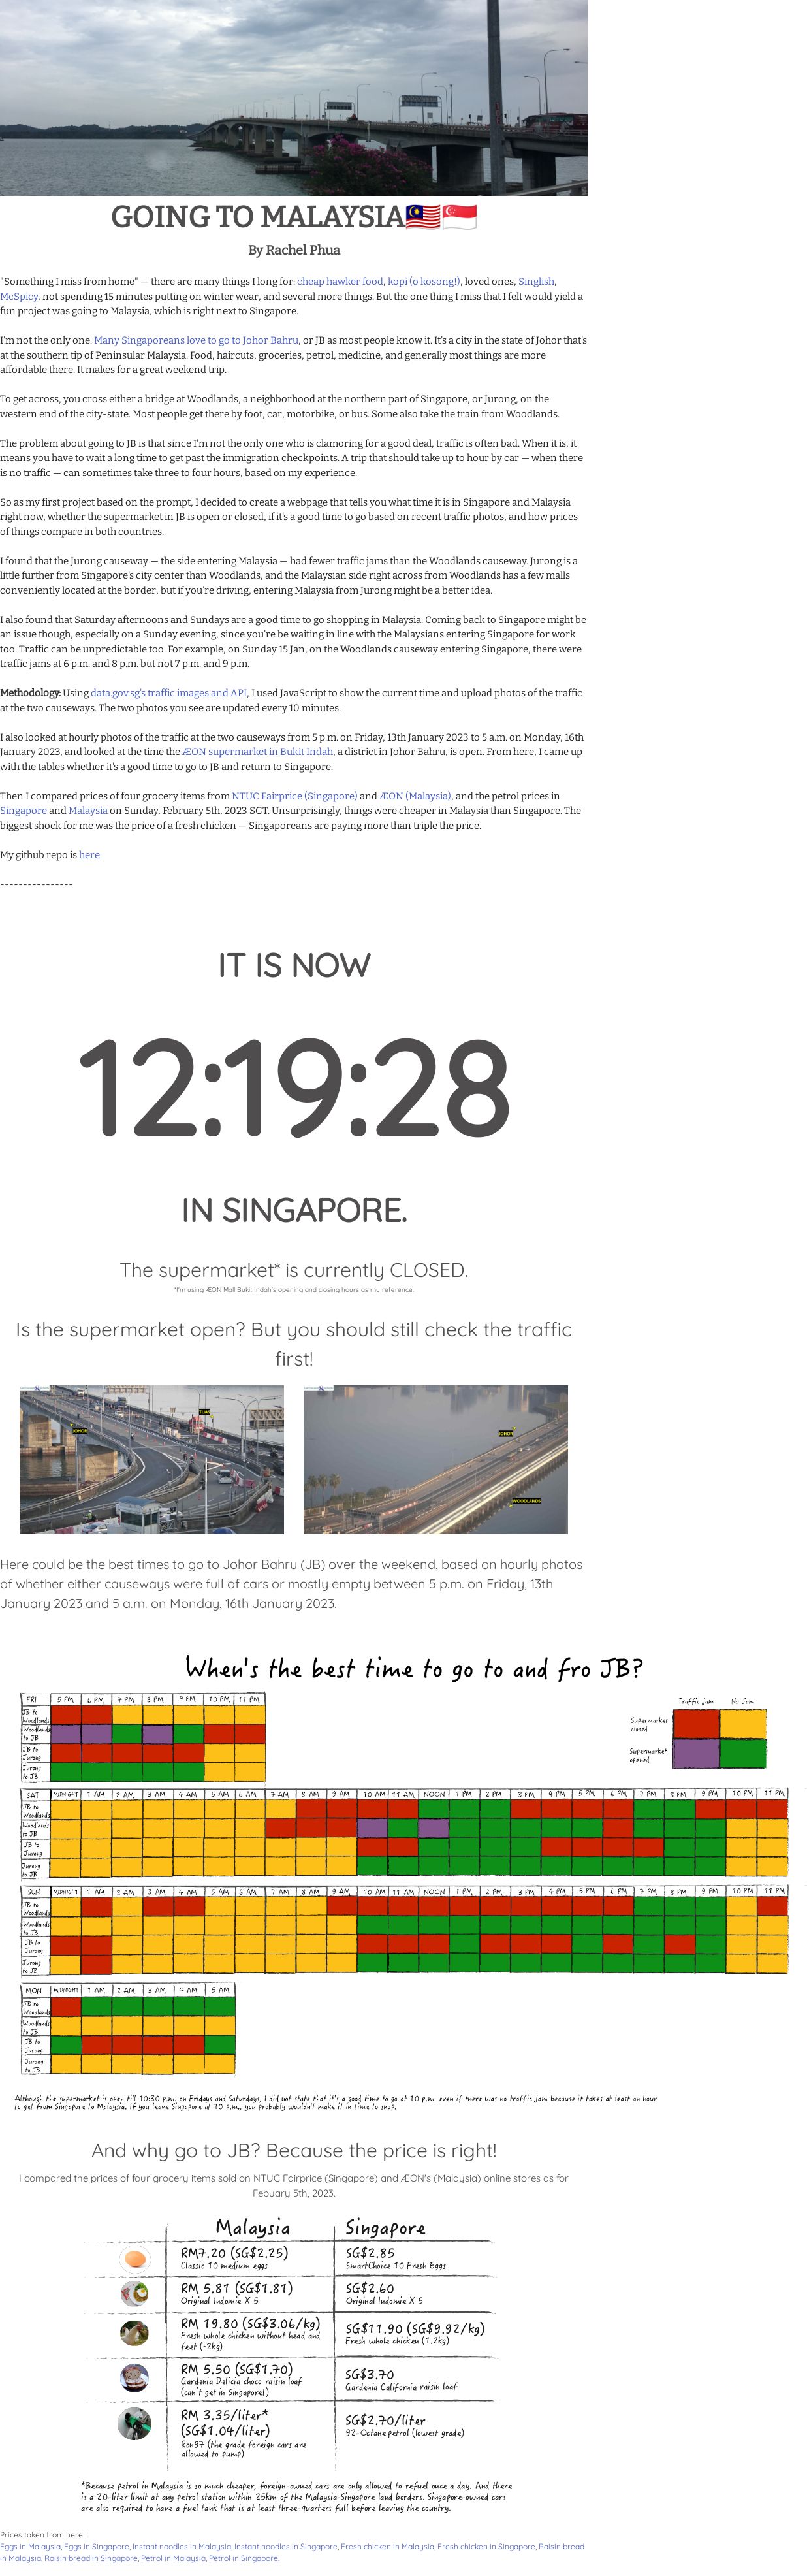 GOING TO MALAYSIA🇲🇾🇸🇬
By Rachel Phua
"Something I miss from home" — there are many things I long for: cheap hawker food, kopi (o kosong!), loved ones, Singlish,
McSpicy, not spending 15 minutes putting on winter wear, and several more things. But the one thing I miss that I felt would yield a
fun project was going to Malaysia, which is right next to Singapore.
I'm not the only one. Many Singaporeans love to go to Johor Bahru, or JB as most people know it. It's a city in the state of Johor that's
at the southern tip of Peninsular Malaysia. Food, haircuts, groceries, petrol, medicine, and generally most things are more
affordable there. It makes for a great weekend trip.
To get across, you cross either a bridge at Woodlands, a neighborhood at the northern part of Singapore, or Jurong, on the
western end of the city-state. Most people get there by foot, car, motorbike, or bus. Some also take the train from Woodlands.
The problem about going to JB is that since I'm not the only one who is clamoring for a good deal, traffic is often bad. When it is, it
means you have to wait a long time to get past the immigration checkpoints. A trip that should take up to hour by car — when there
is no traffic — can sometimes take three to four hours, based on my experience.
So as my first project based on the prompt, I decided to create a webpage that tells you what time it is in Singapore and Malaysia
right now, whether the supermarket in JB is open or closed, if it's a good time to go based on recent traffic photos, and how prices
of things compare in both countries.
I found that the Jurong causeway — the side entering Malaysia — had fewer traffic jams than the Woodlands causeway. Jurong is a
little further from Singapore's city center than Woodlands, and the Malaysian side right across from Woodlands has a few malls
conveniently located at the border, but if you're driving, entering Malaysia from Jurong might be a better idea.
I also found that Saturday afternoons and Sundays are a good time to go shopping in Malaysia. Coming back to Singapore might be
an issue though, especially on a Sunday evening, since you're be waiting in line with the Malaysians entering Singapore for work
too. Traffic can be unpredictable too. For example, on Sunday 15 Jan, on the Woodlands causeway entering Singapore, there were
traffic jams at 6 p.m. and 8 p.m. but not 7 p.m. and 9 p.m.
Methodology: Using data.gov.sg's traffic images and API, I used JavaScript to show the current time and upload photos of the traffic
at the two causeways. The two photos you see are updated every 10 minutes.
I also looked at hourly photos of the traffic at the two causeways from 5 p.m. on Friday, 13th January 2023 to 5 a.m. on Monday, 16th
January 2023, and looked at the time the ÆON supermarket in Bukit Indah, a district in Johor Bahru, is open. From here, I came up
with the tables whether it's a good time to go to JB and return to Singapore.
Then I compared prices of four grocery items from NTUC Fairprice (Singapore) and ÆON (Malaysia), and the petrol prices in
Singapore and Malaysia on Sunday, February 5th, 2023 SGT. Unsurprisingly, things were cheaper in Malaysia than Singapore. The
biggest shock for me was the price of a fresh chicken — Singaporeans are paying more than triple the price.
My github repo is here.
----------------
IT IS NOW
12:19:28
IN SINGAPORE.
The supermarket* is currently CLOSED.
*I'm using ÆON Mall Bukit Indah's opening and closing hours as my reference.
Is the supermarket open? But you should still check the traffic
first!
TUAS
JOHOR
JOHOR
WOODLANDS
Here could be the best times to go to Johor Bahru (JB) over the weekend, based on hourly photos
of whether either causeways were full of cars or mostly empty between 5 p.m. on Friday, 13th
January 2023 and 5 a.m. on Monday, 16th January 2023.
When's the best time to go to and fro JB?
Traffic jam No Jam
Supermarket
closed
Supermarket
opened
FRI 5 PM 6 PM 7 PM 8 PM 9 PM 10 PM 11 PM
JB to
Woodlands
Woodlands
to JB
JB to
Jurong
Jurong
to JB
SAT MIDNIGHT 1 AM 2 AM 3 AM 4 AM 5 AM 6 AM 7 AM 8 AM 9 AM 10 AM 11 AM NOON 1 PM 2 PM 3 PM 4 PM 5 PM 6 PM 7 PM 8 PM 9 PM 10 PM 11 PM
JB to
Woodlands
Woodlands
to JB
JB to
Jurong
Jurong
to JB
SUN MIDNIGHT 1 AM 2 AM 3 AM 4 AM 5 AM 6 AM 7 AM 8 AM 9 AM 10 AM 11 AM NOON 1 PM 2 PM 3 PM 4 PM 5 PM 6 PM 7 PM 8 PM 9 PM 10 PM 11 PM
JB to
Woodlands
Woodlands
to JB
JB to
Jurong
Jurong
to JB
MON MIDNIGHT 1 AM 2 AM 3 AM 4 AM 5 AM
JB to
Woodlands
Woodlands
to JB
JB to
Jurong
Jurong
to JB
Although the supermarket is open till 10:30 p.m. on Fridays and Saturdays, I did not state that it's a good time to go at 10 p.m. even if there was no traffic jam because it takes at least an hour
to get from Singapore to Malaysia. If you leave Singapore at 10 p.m., you probably wouldn't make it in time to shop.
And why go to JB? Because the price is right!
I compared the prices of four grocery items sold on NTUC Fairprice (Singapore) and ÆON's (Malaysia) online stores as for
Febuary 5th, 2023.
Malaysia Singapore
RM7.20 (SG$2.25) SG$2.85
Classic 10 medium eggs SmartChoice 10 Fresh Eggs
RM 5.81 (SG$1.81) SG$2.60
Original Indomie X 5 Original Indomie X 5
RM 19.80 (SG$3.06/kg) SG$11.90 (SG$9.92/kg)
Fresh whole chicken without head and
feet (~2kg) Fresh whole chicken (1.2kg)
RM 5.50 (SG$1.70) SG$3.70
Gardenia Delicia choco raisin loaf
(can't get in Singapore!) Gardenia California raisin loaf
RM 3.35/liter*
(SG$1.04/liter) SG$2.70/liter
Ron97 (the grade foreign cars are
allowed to pump) 92-Octane petrol (lowest grade)
*Because petrol in Malaysia is so much cheaper, foreign-owned cars are only allowed to refuel once a day. And there
is a 20-liter limit at any petrol station within 25km of the Malaysia-Singapore land borders. Singapore-owned cars
are also required to have a fuel tank that is at least three-quarters full before leaving the country.
Prices taken from here:
Eggs in Malaysia, Eggs in Singapore, Instant noodles in Malaysia, Instant noodles in Singapore, Fresh chicken in Malaysia, Fresh chicken in Singapore, Raisin bread
in Malaysia, Raisin bread in Singapore, Petrol in Malaysia, Petrol in Singapore.